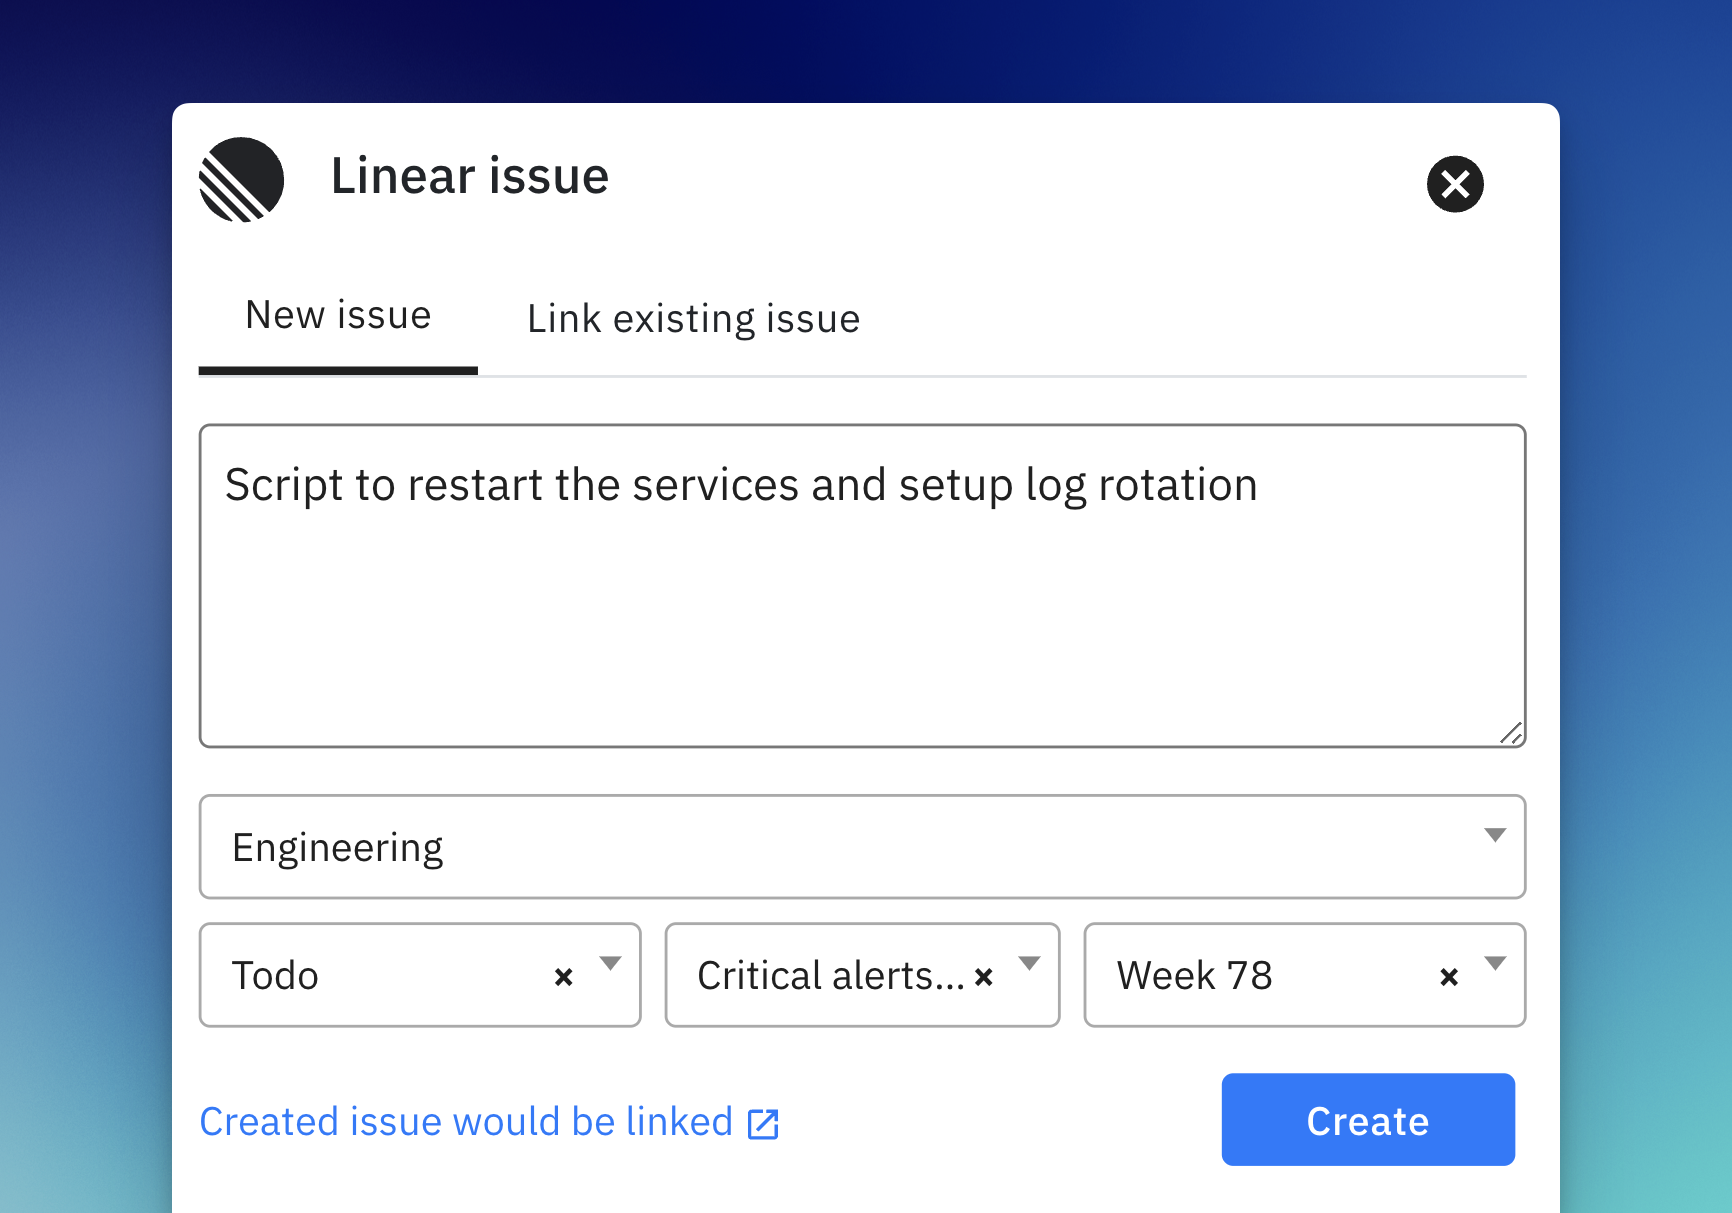 Linear issue
New issue
Link existing issue
Script to restart the services and setup log rotation
Engineering
Todo
Critical alerts...
Week 78
Created issue would be linked
Create